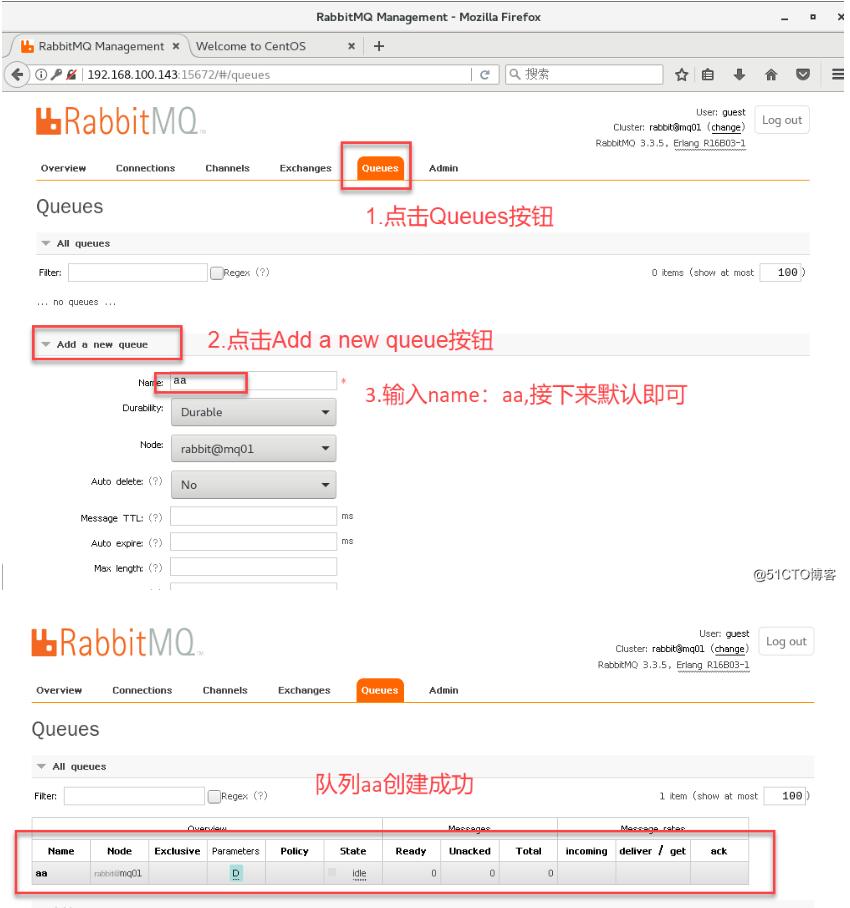 RabbitMQ Management - Mozilla Firefox
RabbitMQ Management × Welcome to CentOS × +
192.168.100.143:15672/#/queues 搜索
RabbitMQ
User: guest
Cluster: rabbit@mq01 (change)
RabbitMQ 3.3.5, Erlang R16B03-1
Log out
Overview Connections Channels Exchanges Queues Admin
Queues
1.点击Queues按钮
All queues
Filter: Regex (?) 0 items (show at most 100 )
... no queues ...
Add a new queue
2.点击Add a new queue按钮
Name: aa *
3.输入name：aa,接下来默认即可
Durability: Durable
Node: rabbit@mq01
Auto delete: (?) No
Message TTL: (?) ms
Auto expire: (?) ms
Max length: (?)
@51CTO博客
RabbitMQ
User: guest
Cluster: rabbit@mq01 (change)
RabbitMQ 3.3.5, Erlang R16B03-1
Log out
Overview Connections Channels Exchanges Queues Admin
Queues
All queues
队列aa创建成功
Filter: Regex (?) 1 item (show at most 100 )
Overview Messages Message rates
Name Node Exclusive Parameters Policy State Ready Unacked Total incoming deliver / get ack
aa rabbit@mq01 D idle 0 0 0